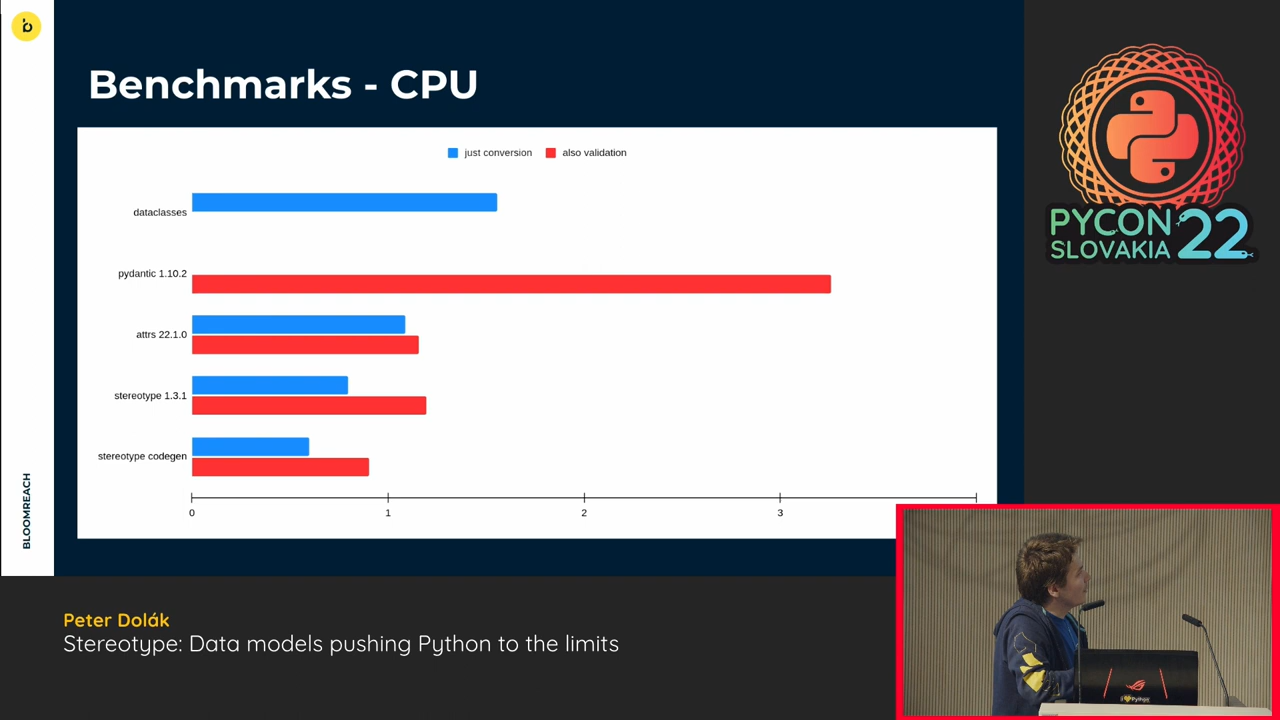 b
Benchmarks - CPU
just conversion
also validation
dataclasses
pydantic 1.10.2
attrs 22.1.0
stereotype 1.3.1
stereotype codegen
0
1
2
3
BLOOMREACH
PYCON
SLOVAKIA
22
Peter Dolák
Stereotype: Data models pushing Python to the limits
Python